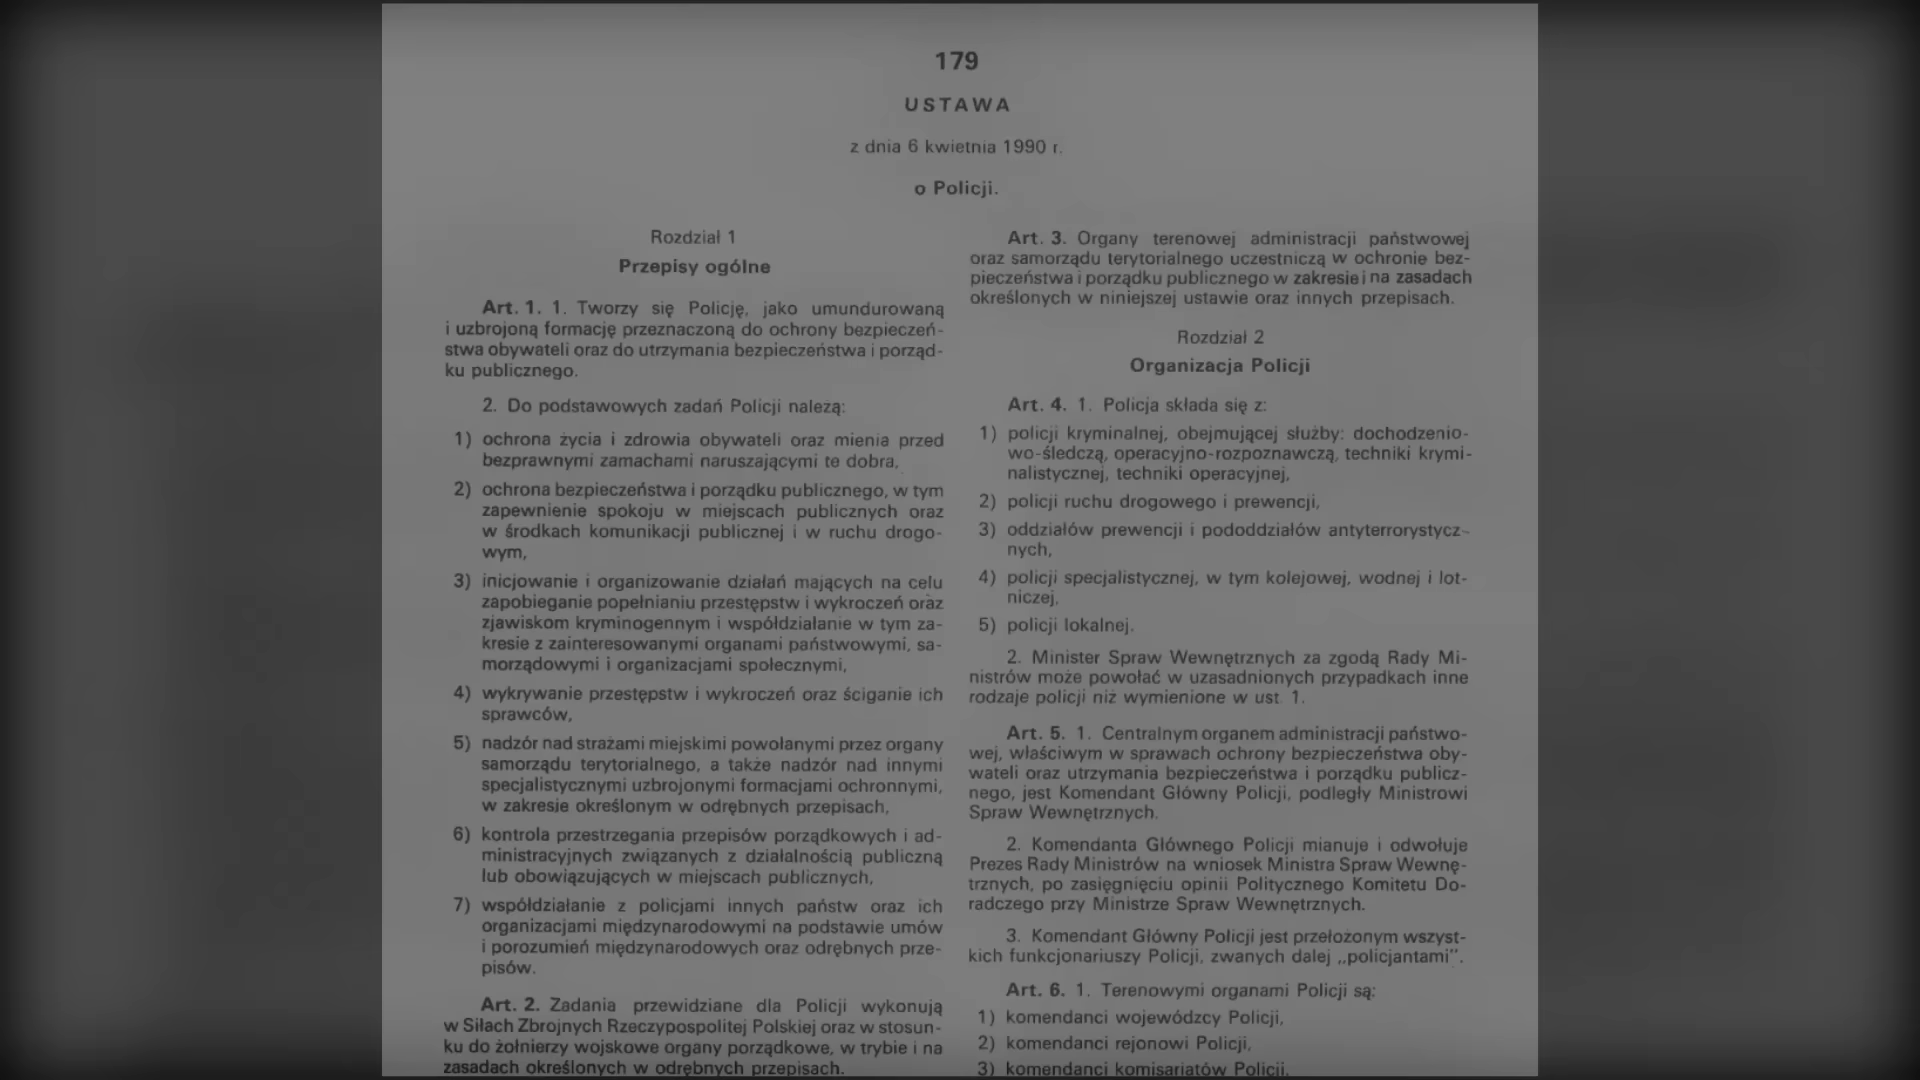 179
USTAWA
z dnia 6 kwietnia 1990 r.
o Policji.
Rozdział 1
Przepisy ogólne
Art. 1. 1. Tworzy się Policję, jako umundurowaną
i uzbrojoną formację przeznaczoną do ochrony bezpieczeń-
stwa obywateli oraz do utrzymania bezpieczeństwa i porząd-
ku publicznego.
2. Do podstawowych zadań Policji należą:
1) ochrona życia i zdrowia obywateli oraz mienia przed
bezprawnymi zamachami naruszającymi te dobra,
2) ochrona bezpieczeństwa i porządku publicznego, w tym
zapewnienie spokoju w miejscach publicznych oraz
w środkach komunikacji publicznej i w ruchu drogo-
wym,
3) inicjowanie i organizowanie działań mających na celu
zapobieganie popełnianiu przestępstw i wykroczeń oraz
zjawiskom kryminogennym i współdziałanie w tym za-
kresie z zainteresowanymi organami państwowymi, sa-
morządowymi i organizacjami społecznymi,
4) wykrywanie przestępstw i wykroczeń oraz ściganie ich
sprawców,
5) nadzór nad strażami miejskimi powołanymi przez organy
samorządu terytorialnego, a także nadzór nad innymi
specjalistycznymi uzbrojonymi formacjami ochronnymi,
w zakresie określonym w odrębnych przepisach,
6) kontrola przestrzegania przepisów porządkowych i ad-
ministracyjnych związanych z działalnością publiczną
lub obowiązujących w miejscach publicznych,
7) współdziałanie z policjami innych państw oraz ich
organizacjami międzynarodowymi na podstawie umów
i porozumień międzynarodowych oraz odrębnych prze-
pisów.
Art. 2. Zadania przewidziane dla Policji wykonują
w Siłach Zbrojnych Rzeczypospolitej Polskiej oraz w stosun-
ku do żołnierzy wojskowe organy porządkowe, w trybie i na
zasadach określonych w odrębnych przepisach.
Art. 3. Organy terenowej administracji państwowej
oraz samorządu terytorialnego uczestniczą w ochronie bez-
pieczeństwa i porządku publicznego w zakresie i na zasadach
określonych w niniejszej ustawie oraz innych przepisach.
Rozdział 2
Organizacja Policji
Art. 4. 1. Policja składa się z:
1) policji kryminalnej, obejmującej służby: dochodzenio-
wo-śledczą, operacyjno-rozpoznawczą, techniki krymi-
nalistycznej, techniki operacyjnej,
2) policji ruchu drogowego i prewencji,
3) oddziałów prewencji i pododdziałów antyterrorystycz-
nych,
4) policji specjalistycznej, w tym kolejowej, wodnej i lot-
niczej,
5) policji lokalnej.
2. Minister Spraw Wewnętrznych za zgodą Rady Mi-
nistrów może powołać w uzasadnionych przypadkach inne
rodzaje policji niż wymienione w ust. 1.
Art. 5. 1. Centralnym organem administracji państwo-
wej, właściwym w sprawach ochrony bezpieczeństwa oby-
wateli oraz utrzymania bezpieczeństwa i porządku publicz-
nego, jest Komendant Główny Policji, podległy Ministrowi
Spraw Wewnętrznych.
2. Komendanta Głównego Policji mianuje i odwołuje
Prezes Rady Ministrów na wniosek Ministra Spraw Wewnę-
trznych, po zasięgnięciu opinii Politycznego Komitetu Do-
radczego przy Ministrze Spraw Wewnętrznych.
3. Komendant Główny Policji jest przełożonym wszyst-
kich funkcjonariuszy Policji, zwanych dalej „policjantami".
Art. 6. 1. Terenowymi organami Policji są:
1) komendanci wojewódzcy Policji,
2) komendanci rejonowi Policji,
3) komendanci komisariatów Policji.